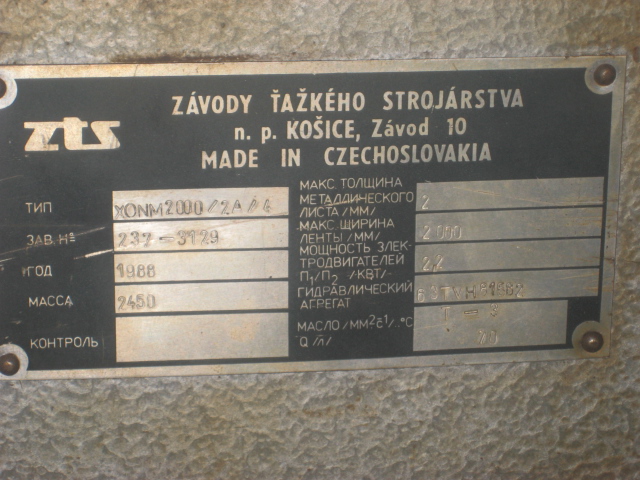 zts
ZÁVODY ŤAŽKÉHO STROJÁRSTVA
n. p. KOŠICE, Závod 10
MADE IN CZECHOSLOVAKIA
ТИП XONM2000/2A/4
ЗАВ. Nº 232-3129
ГОД 1988
МАССА 2450
КОНТРОЛЬ
МАКС. ТОЛЩИНА
МЕТАЛЛИЧЕСКОГО
ЛИСТА /ММ/ 2
МАКС. ШИРИНА
ЛЕНТЫ /ММ/ 2 000
МОЩНОСТЬ ЭЛЕК-
ТРОДВИГАТЕЛЕЙ
П₁/П₂ /КВТ/ 2,2
ГИДРАВЛИЧЕСКИЙ
АГРЕГАТ
МАСЛО /ММ²с¹/..°C
Q /Л/